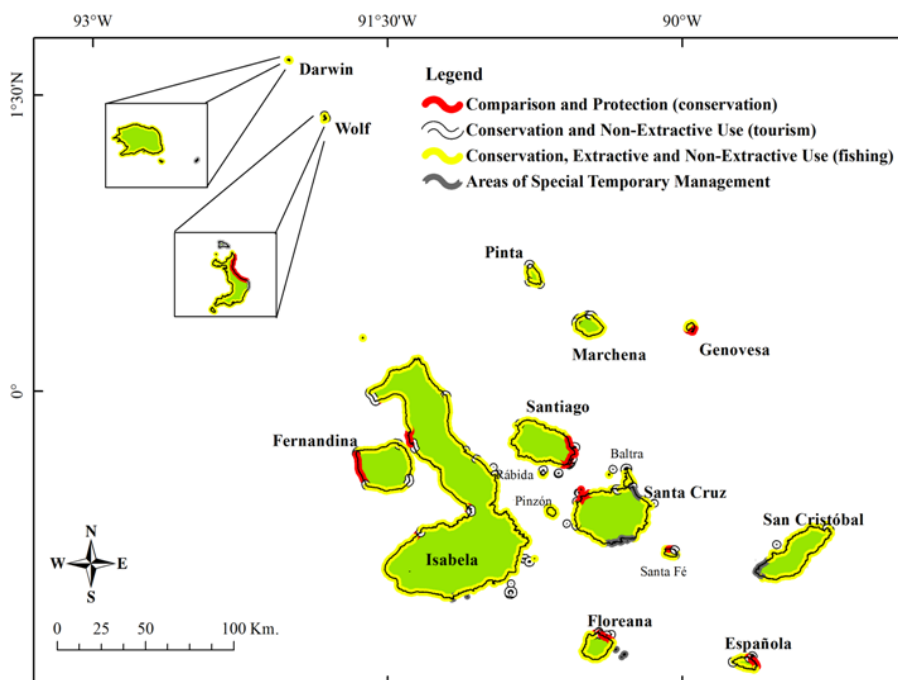 93°W 91°30'W 90°W
1°30'N
0°
Darwin
Wolf
Legend
Comparison and Protection (conservation)
Conservation and Non-Extractive Use (tourism)
Conservation, Extractive and Non-Extractive Use (fishing)
Areas of Special Temporary Management
Pinta
Marchena
Genovesa
Santiago
Fernandina
Baltra
Rábida
Santa Cruz
Pinzón
San Cristóbal
Isabela
Santa Fé
N
W E
S
0 25 50 100 Km.
Floreana
Española